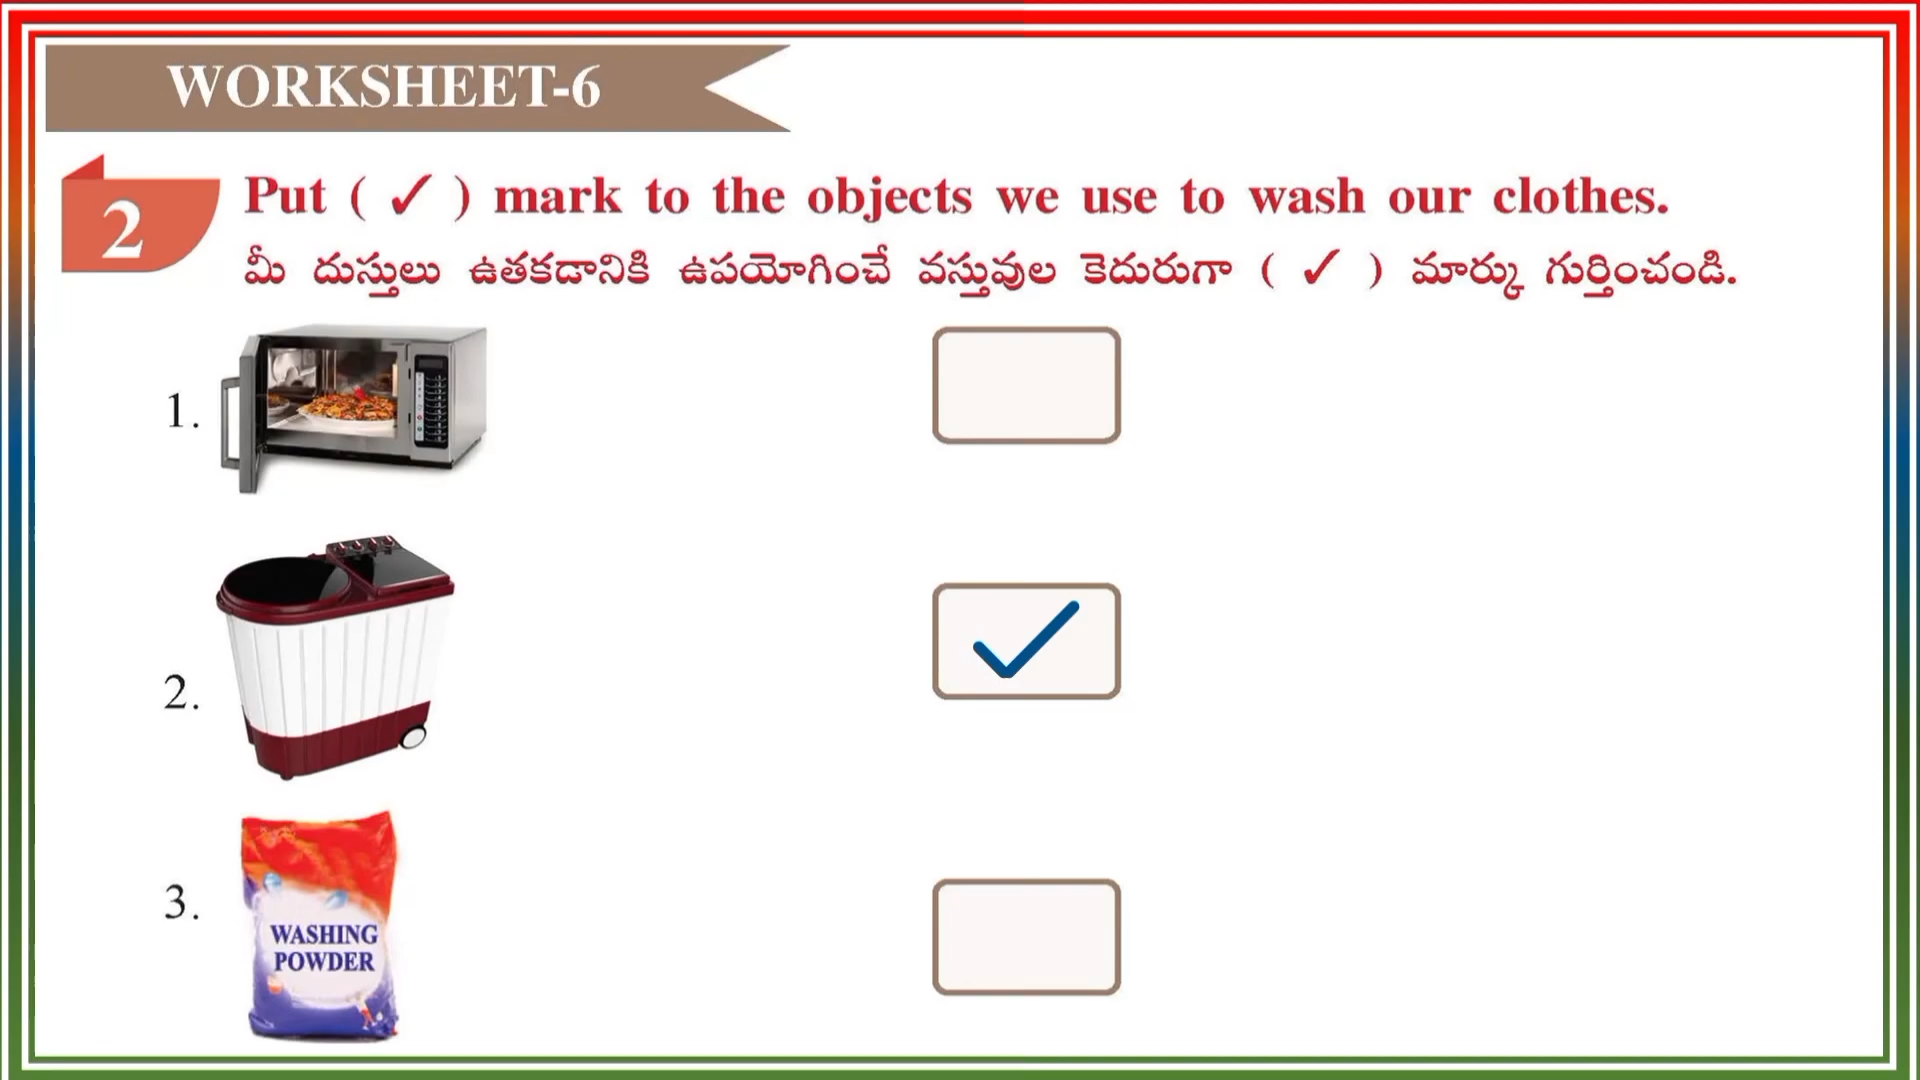 WORKSHEET-6
2
Put ( ✓ ) mark to the objects we use to wash our clothes.
మీ దుస్తులు ఉతకడానికి ఉపయోగించే వస్తువుల కెదురుగా ( ✓ ) మార్కు గుర్తించండి.
1.
2.
✓
3.
WASHING
POWDER